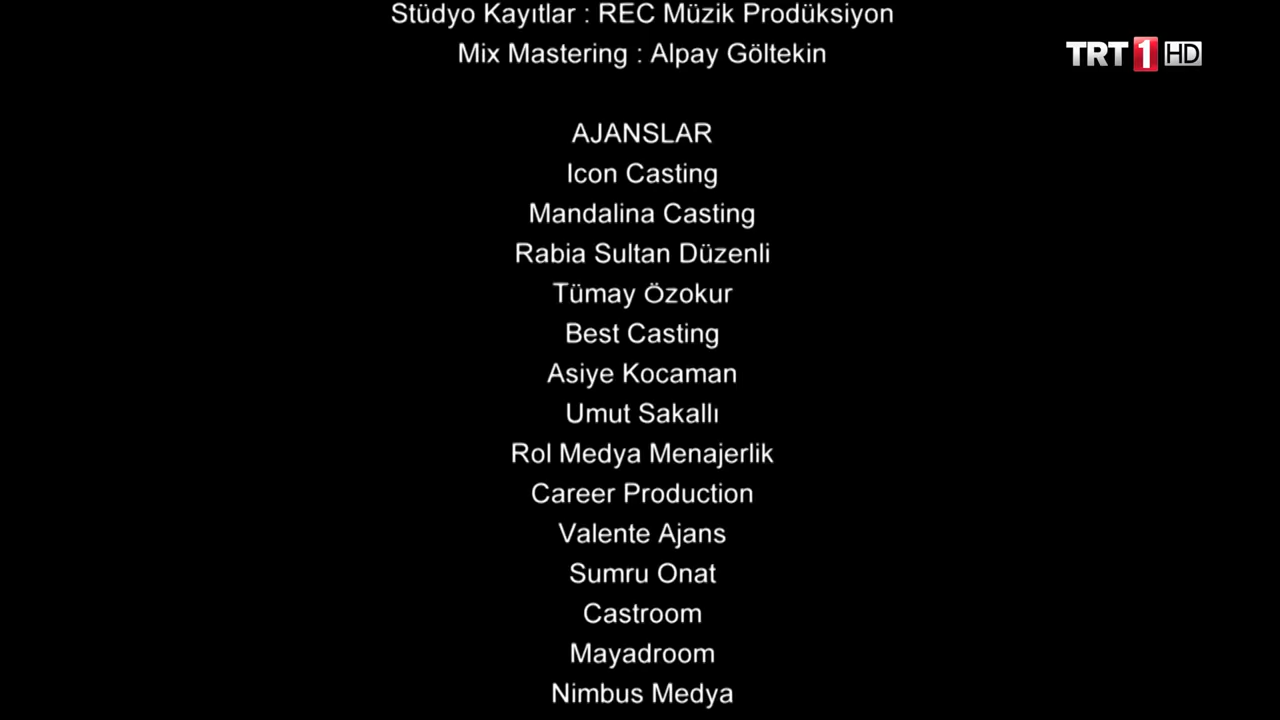 Stüdyo Kayıtlar : REC Müzik Prodüksiyon
Mix Mastering : Alpay Göltekin
TRT 1 HD
AJANSLAR
Icon Casting
Mandalina Casting
Rabia Sultan Düzenli
Tümay Özokur
Best Casting
Asiye Kocaman
Umut Sakallı
Rol Medya Menajerlik
Career Production
Valente Ajans
Sumru Onat
Castroom
Mayadroom
Nimbus Medya